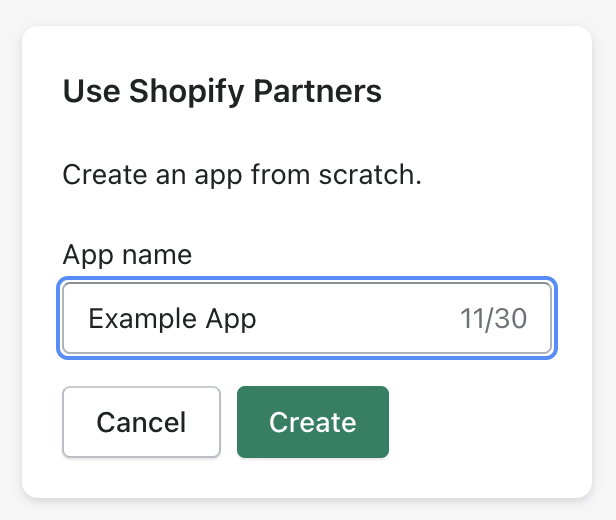 Use Shopify Partners
Create an app from scratch.
App name
Example App 11/30
Cancel Create